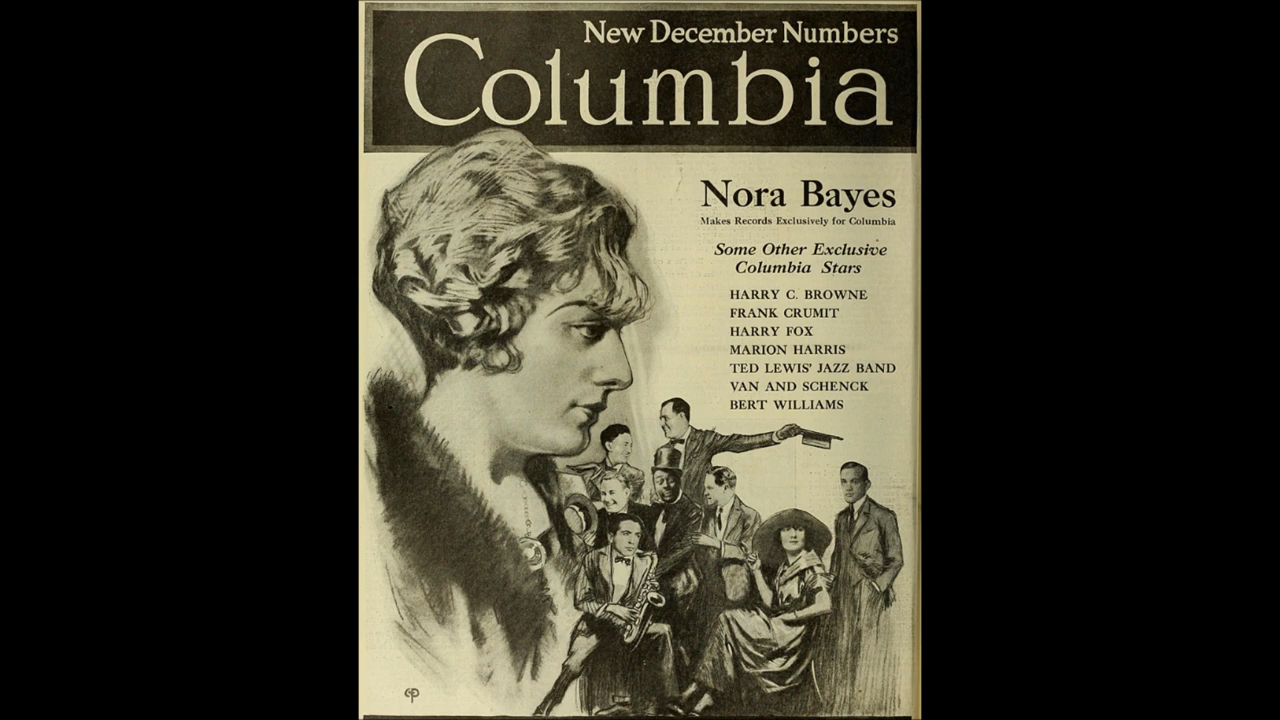 New December Numbers
Columbia
Nora Bayes
Makes Records Exclusively for Columbia
Some Other Exclusive
Columbia Stars
HARRY C. BROWNE
FRANK CRUMIT
HARRY FOX
MARION HARRIS
TED LEWIS' JAZZ BAND
VAN AND SCHENCK
BERT WILLIAMS